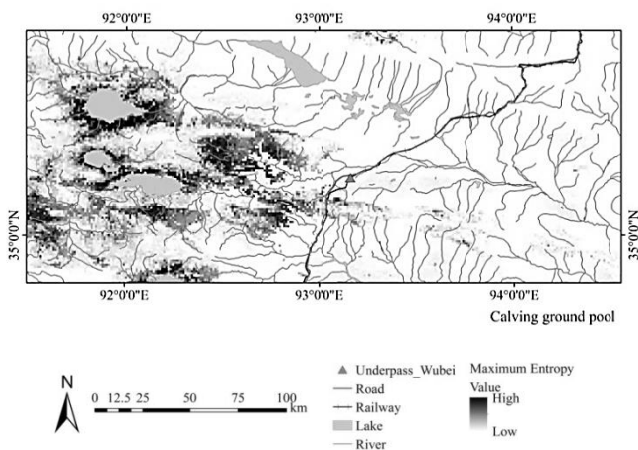 92°0'0"E 93°0'0"E 94°0'0"E
35°0'0"N 35°0'0"N
92°0'0"E 93°0'0"E 94°0'0"E
Calving ground pool
N
0 12.5 25 50 75 100
km
Underpass_Wubei
Road
Railway
Lake
River
Maximum Entropy
Value
High
Low